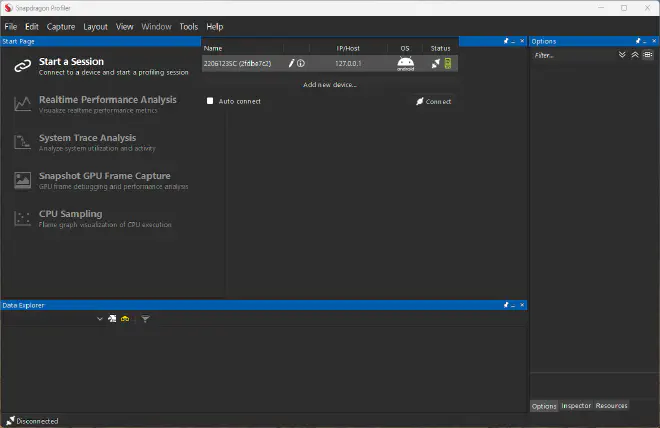 Snapdragon Profiler
File Edit Capture Layout View Window Tools Help
Start Page
Options
Start a Session
Connect to a device and start a profiling session
Realtime Performance Analysis
Visualize realtime performance metrics
System Trace Analysis
Analyze system utilization and activity
Snapshot GPU Frame Capture
GPU frame debugging and performance analysis
CPU Sampling
Flame graph visualization of CPU execution
Name IP/Host OS Status
2206123SC (2fdbe7c2) 127.0.0.1 android
Add new device...
Auto connect Connect
Filter...
Data Explorer
Options Inspector Resources
Disconnected